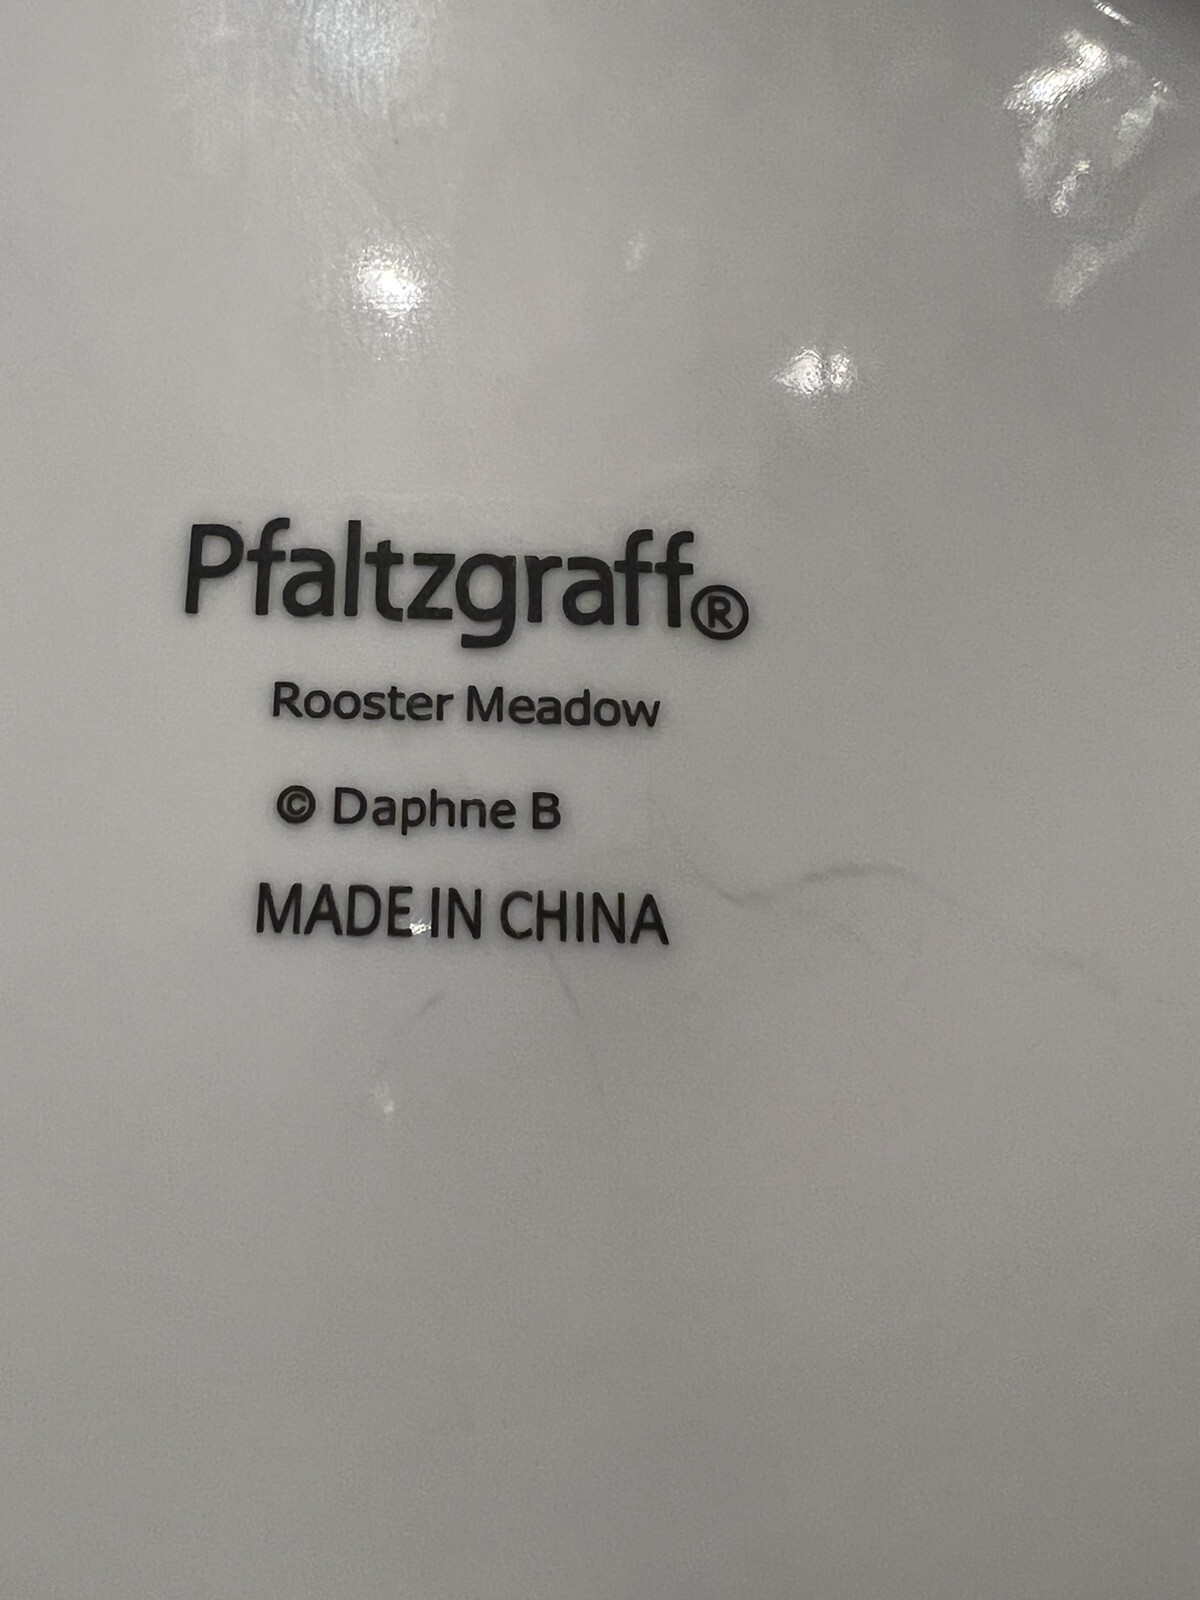 Pfaltzgraff®
Rooster Meadow
© Daphne B
MADE IN CHINA